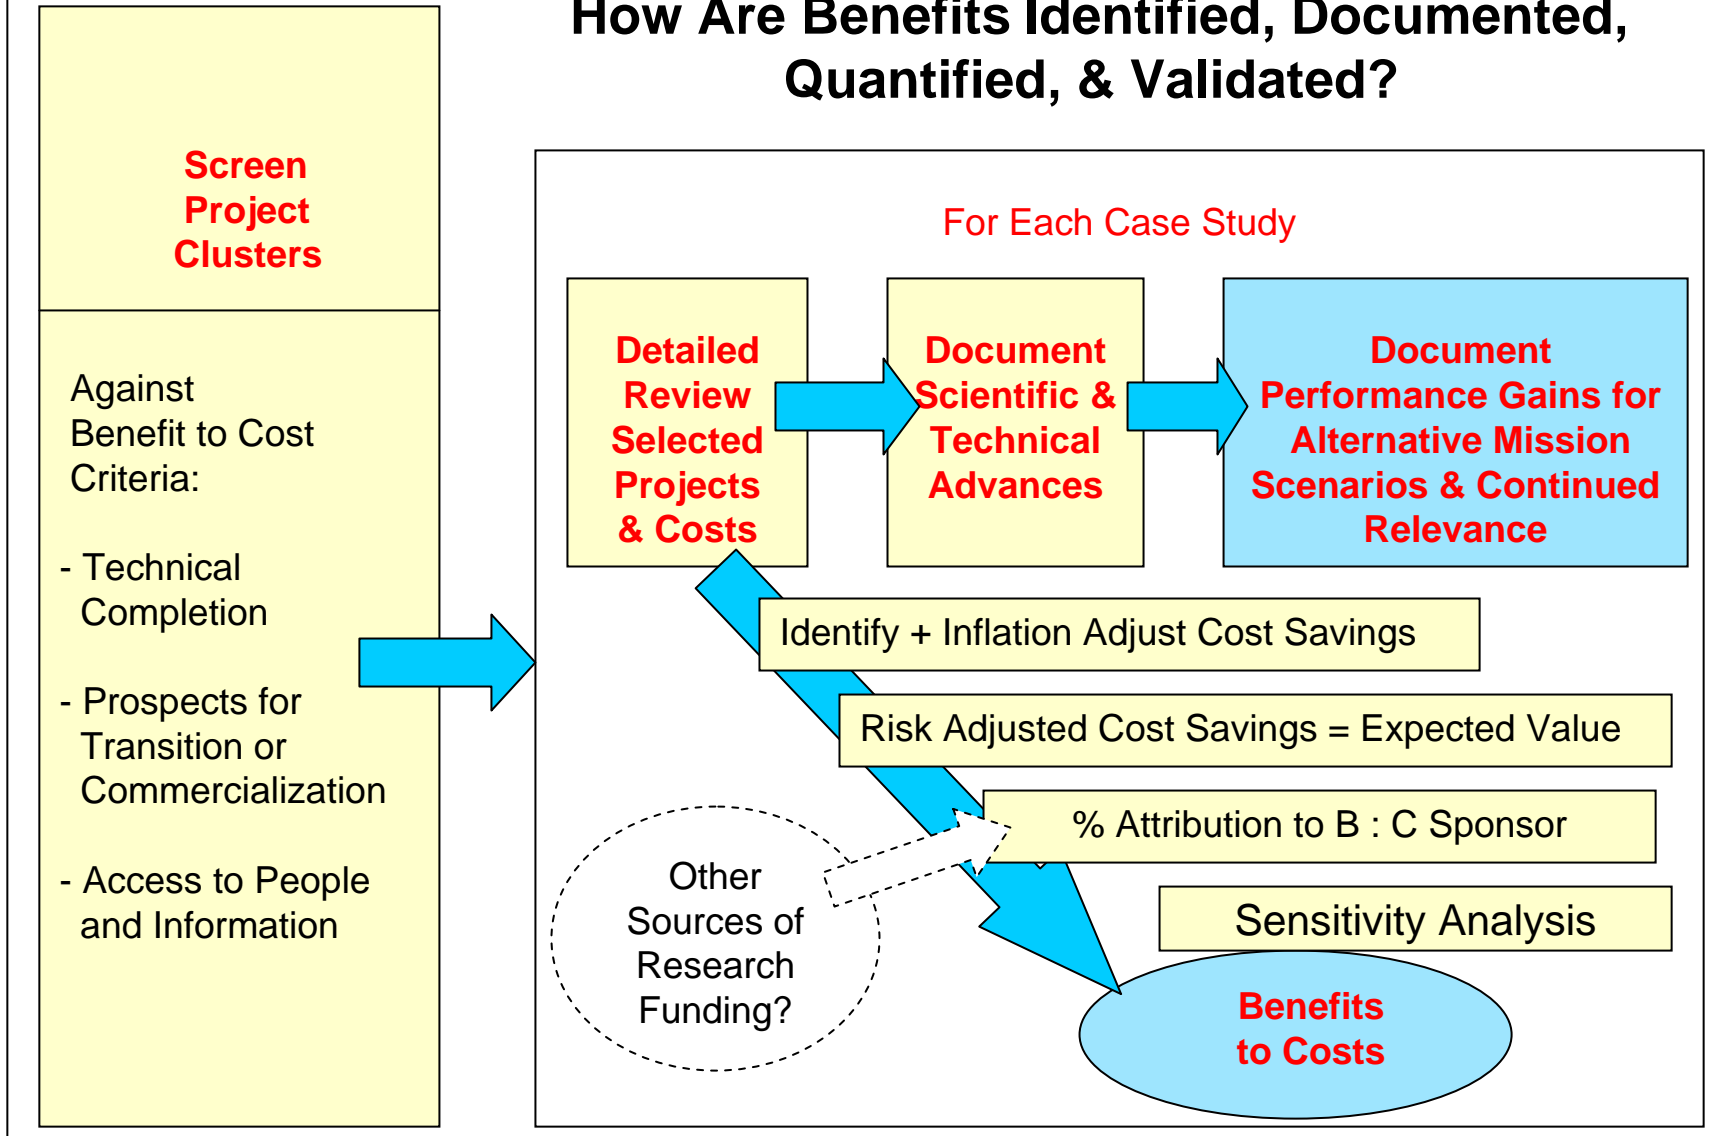 How Are Benefits Identified, Documented,
Quantified, & Validated?
Screen
Project
Clusters
Against
Benefit to Cost
Criteria:
- Technical
Completion
- Prospects for
Transition or
Commercialization
- Access to People
and Information
For Each Case Study
Detailed
Review
Selected
Projects
& Costs
Document
Scientific &
Technical
Advances
Document
Performance Gains for
Alternative Mission
Scenarios & Continued
Relevance
Identify + Inflation Adjust Cost Savings
Risk Adjusted Cost Savings = Expected Value
% Attribution to B : C Sponsor
Sensitivity Analysis
Other
Sources of
Research
Funding?
Benefits
to Costs